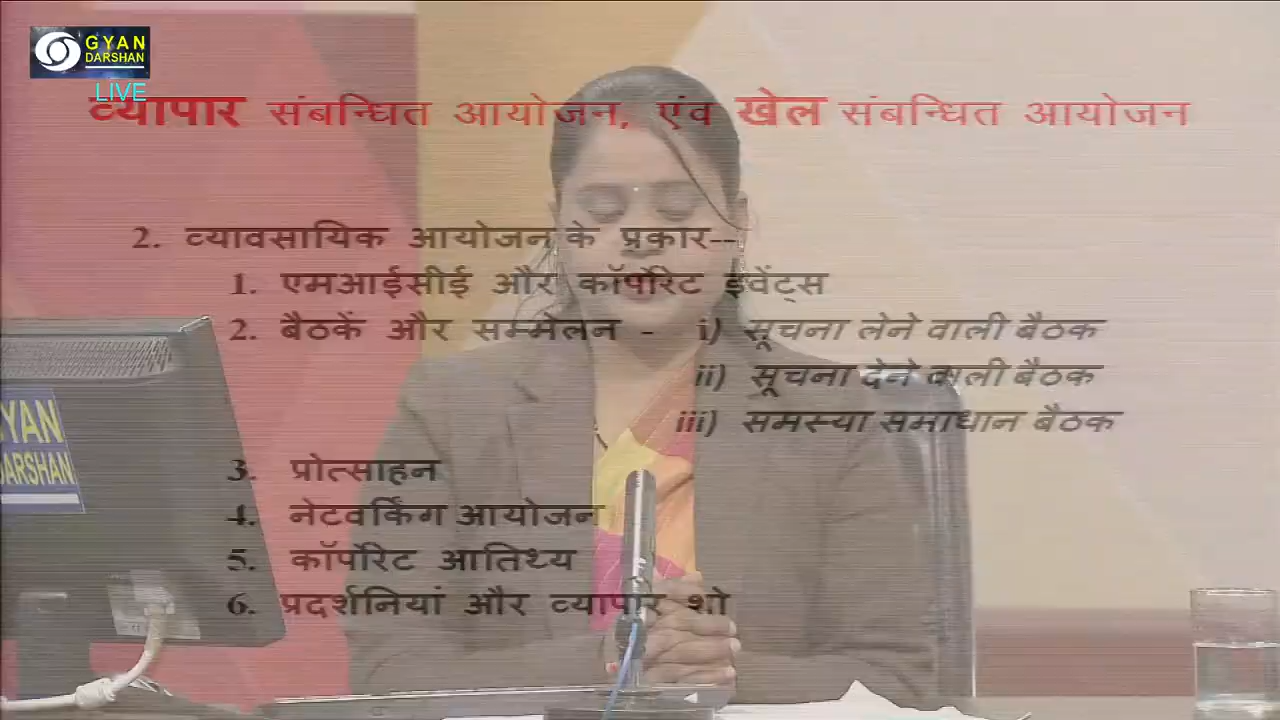 GYAN
DARSHAN
LIVE
व्यापार संबन्धित आयोजन, एंव खेल संबन्धित आयोजन
2. व्यावसायिक आयोजन के प्रकार--
1. एमआईसीई और कॉर्पोरेट इवेंट्स
2. बैठकें और सम्मेलन - i) सूचना लेने वाली बैठक
ii) सूचना देने वाली बैठक
iii) समस्या समाधान बैठक
3. प्रोत्साहन
4. नेटवर्किंग आयोजन
5. कॉर्पोरेट आतिथ्य
6. प्रदर्शनियां और व्यापार शो
YAN
DARSHAN